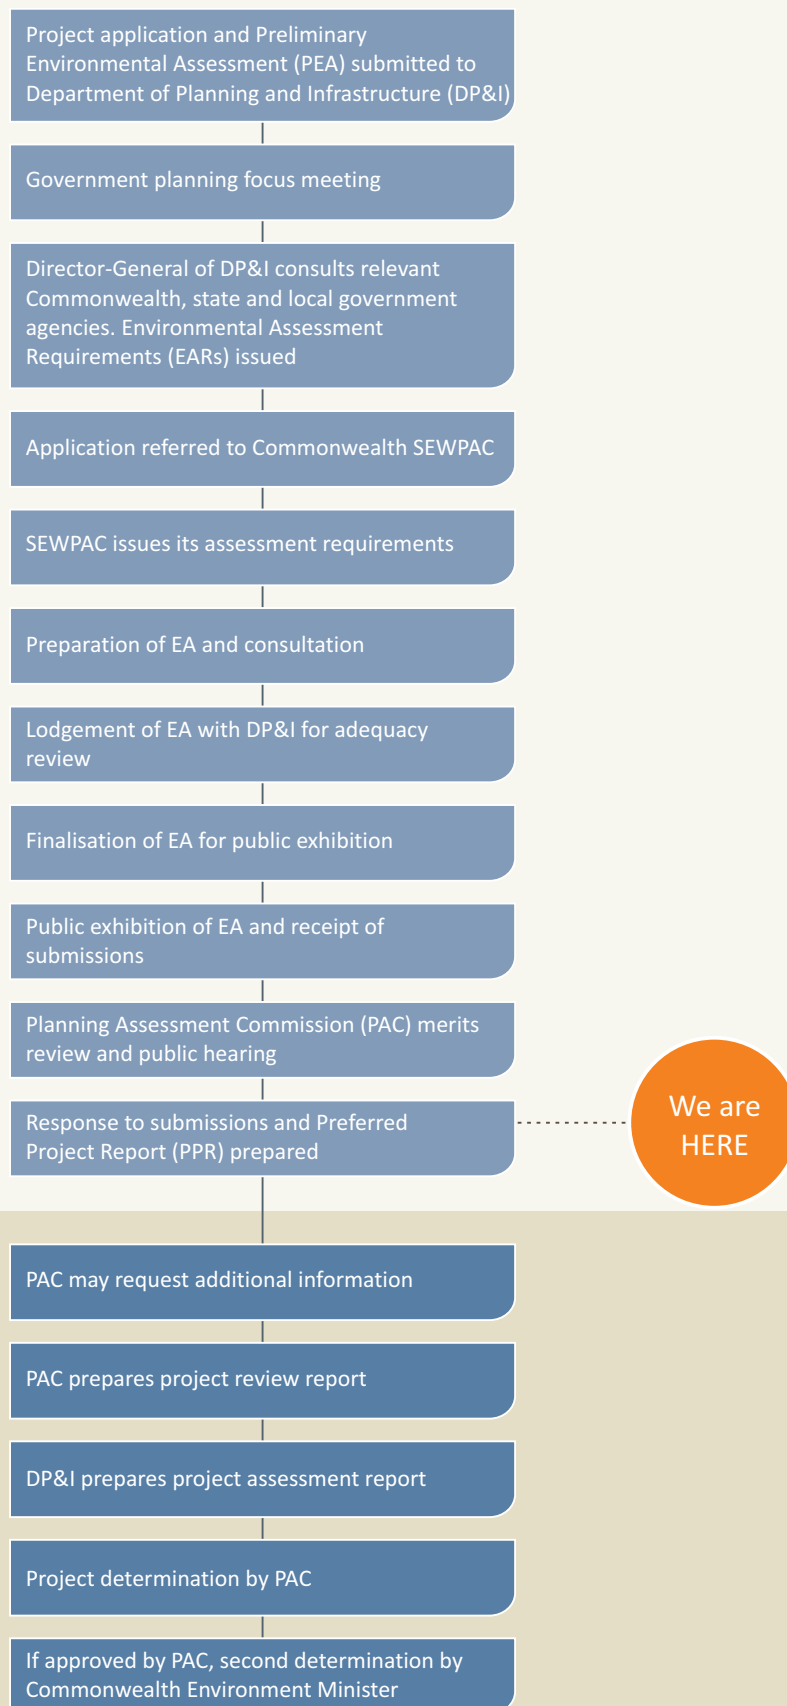 Project application and Preliminary
Environmental Assessment (PEA) submitted to
Department of Planning and Infrastructure (DP&I)
Government planning focus meeting
Director-General of DP&I consults relevant
Commonwealth, state and local government
agencies. Environmental Assessment
Requirements (EARs) issued
Application referred to Commonwealth SEWPAC
SEWPAC issues its assessment requirements
Preparation of EA and consultation
Lodgement of EA with DP&I for adequacy
review
Finalisation of EA for public exhibition
Public exhibition of EA and receipt of
submissions
Planning Assessment Commission (PAC) merits
review and public hearing
Response to submissions and Preferred
Project Report (PPR) prepared
We are
HERE
PAC may request additional information
PAC prepares project review report
DP&I prepares project assessment report
Project determination by PAC
If approved by PAC, second determination by
Commonwealth Environment Minister